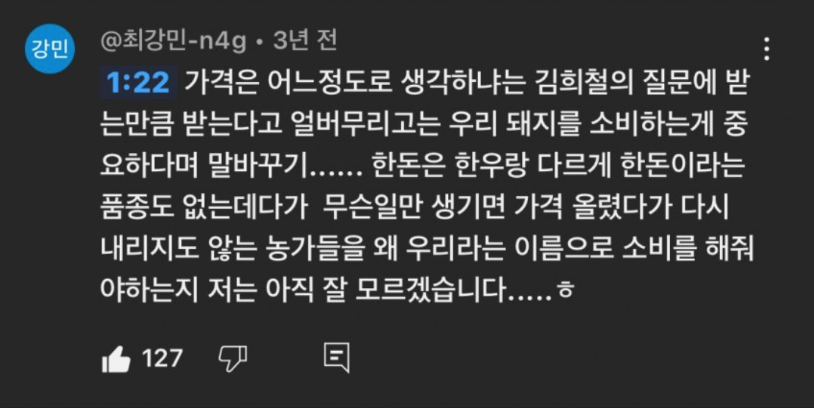 강민
@최강민-n4g • 3년 전
1:22 가격은 어느정도로 생각하냐는 김희철의 질문에 받
는만큼 받는다고 얼버무리고는 우리 돼지를 소비하는게 중
요하다며 말바꾸기...... 한돈은 한우랑 다르게 한돈이라는
품종도 없는데다가  무슨일만 생기면 가격 올렸다가 다시
내리지도 않는 농가들을 왜 우리라는 이름으로 소비를 해줘
야하는지 저는 아직 잘 모르겠습니다.....ㅎ
127